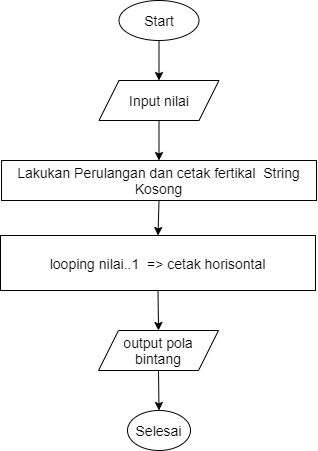 Start
Input nilai
Lakukan Perulangan dan cetak fertikal String
Kosong
looping nilai..1 => cetak horisontal
output pola
bintang
Selesai